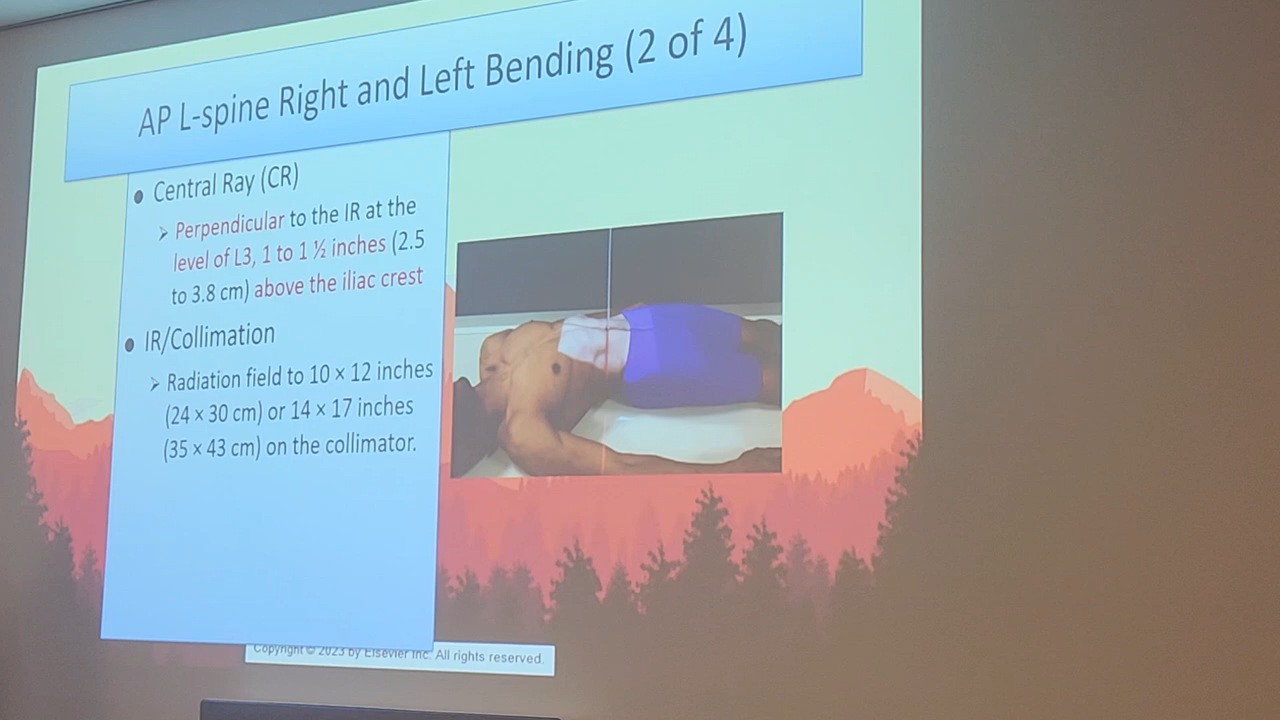 AP L-spine Right and Left Bending (2 of 4)
● Central Ray (CR)
➢ Perpendicular to the IR at the
level of L3, 1 to 1 ½ inches (2.5
to 3.8 cm) above the iliac crest
● IR/Collimation
➢ Radiation field to 10 × 12 inches
(24 × 30 cm) or 14 × 17 inches
(35 × 43 cm) on the collimator.
Copyright © 2023 by Elsevier Inc. All rights reserved.